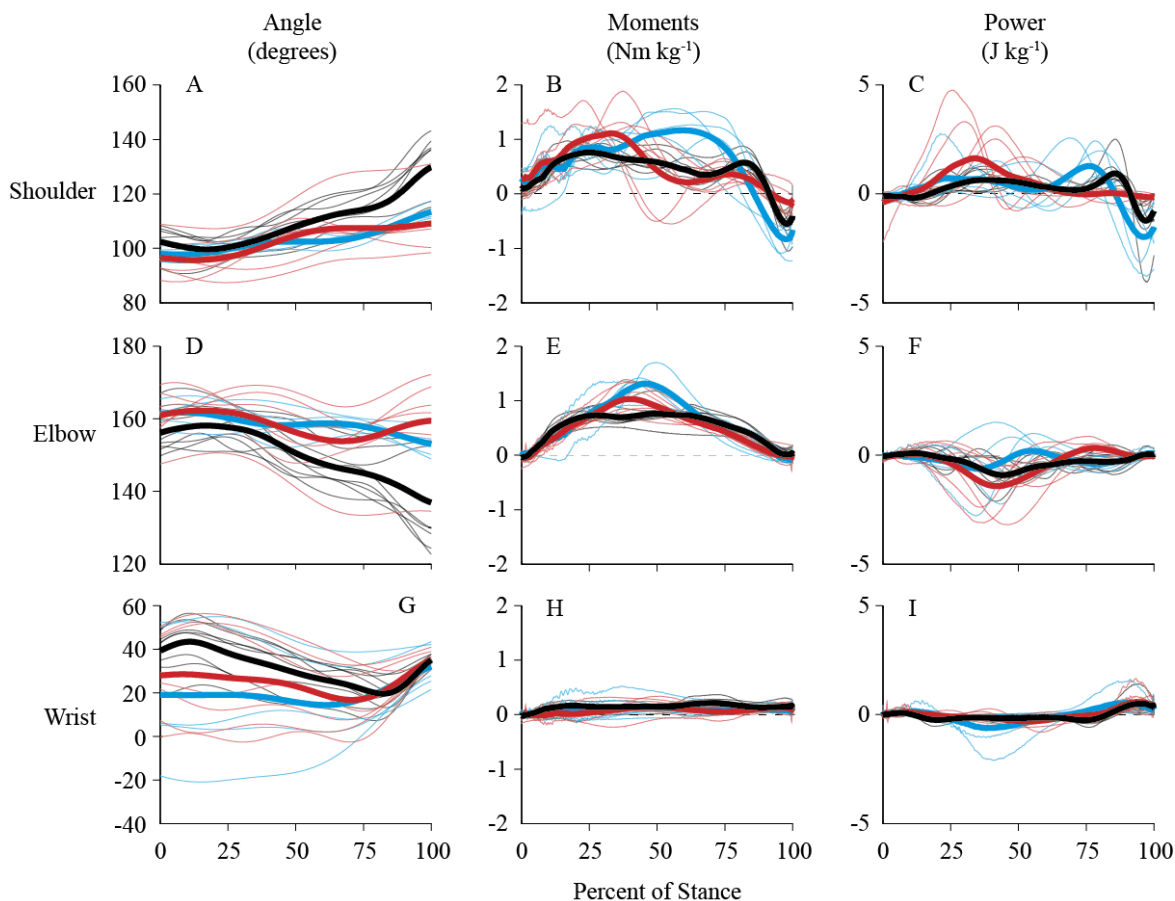 Angle
(degrees)
Moments
(Nm kg-1)
Power
(J kg-1)
Shoulder
A
160
140
120
100
80
B
2
1
0
-1
-2
C
5
0
-5
Elbow
D
180
160
140
120
E
2
1
0
-1
-2
F
5
0
-5
Wrist
G
60
40
20
0
-20
-40
0 25 50 75 100
H
2
1
0
-1
-2
0 25 50 75 100
I
5
0
-5
0 25 50 75 100
Percent of Stance